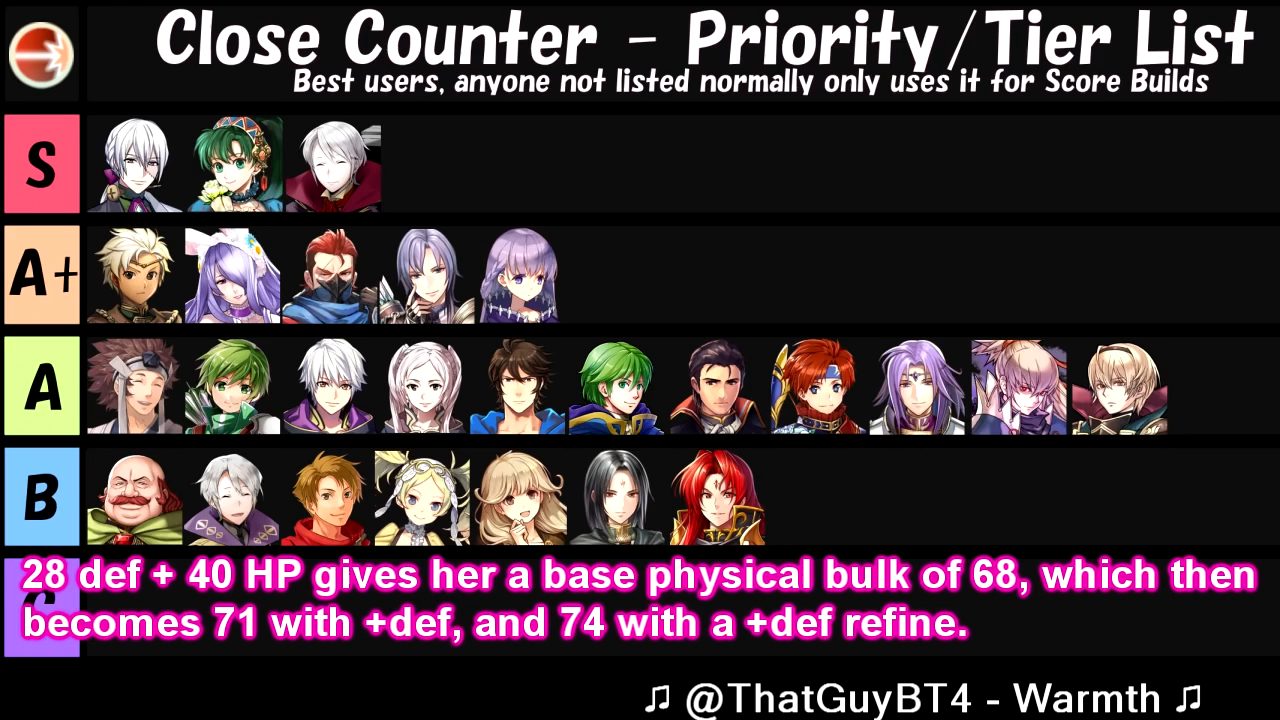 Close Counter - Priority/Tier List
Best users, anyone not listed normally only uses it for Score Builds
S
A+
A
B
28 def + 40 HP gives her a base physical bulk of 68, which then
becomes 71 with +def, and 74 with a +def refine.
♫ @ThatGuyBT4 - Warmth ♫